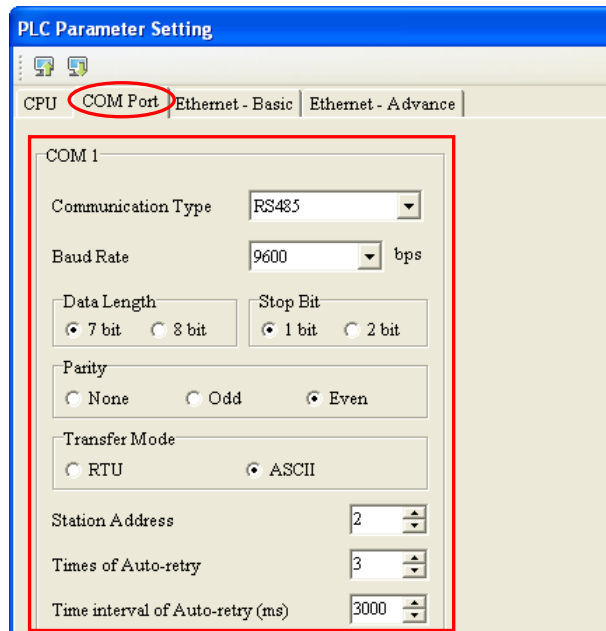 PLC Parameter Setting
CPU COM Port Ethernet - Basic Ethernet - Advance
COM 1
Communication Type RS485
Baud Rate 9600 bps
Data Length Stop Bit
7 bit 8 bit 1 bit 2 bit
Parity
None Odd Even
Transfer Mode
RTU ASCII
Station Address 2
Times of Auto-retry 3
Time interval of Auto-retry (ms) 3000